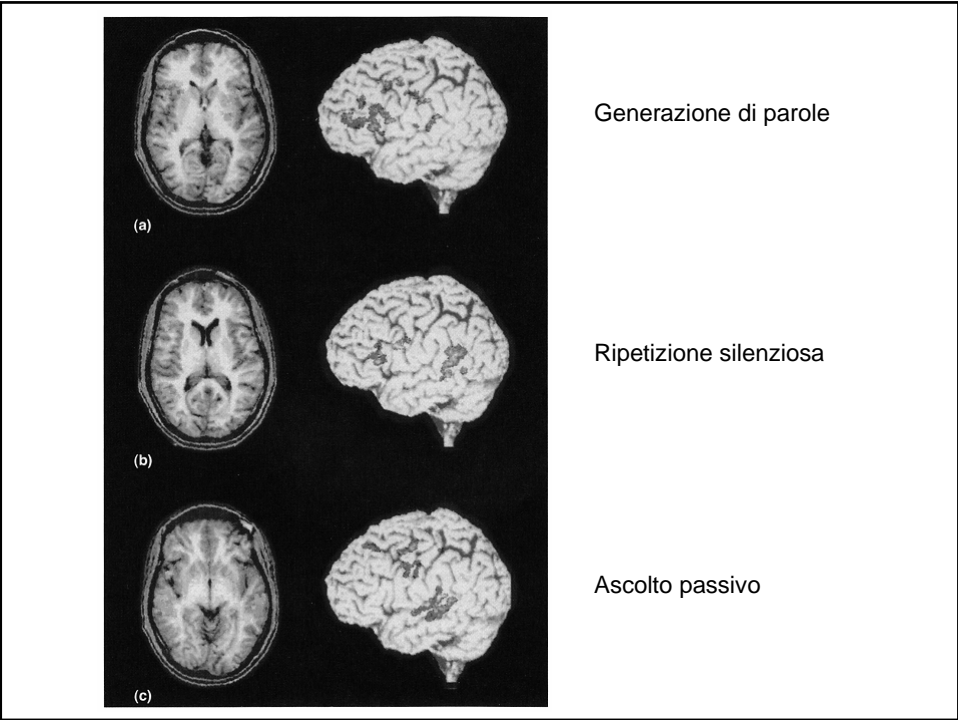 Generazione di parole
(a)
Ripetizione silenziosa
(b)
Ascolto passivo
(c)